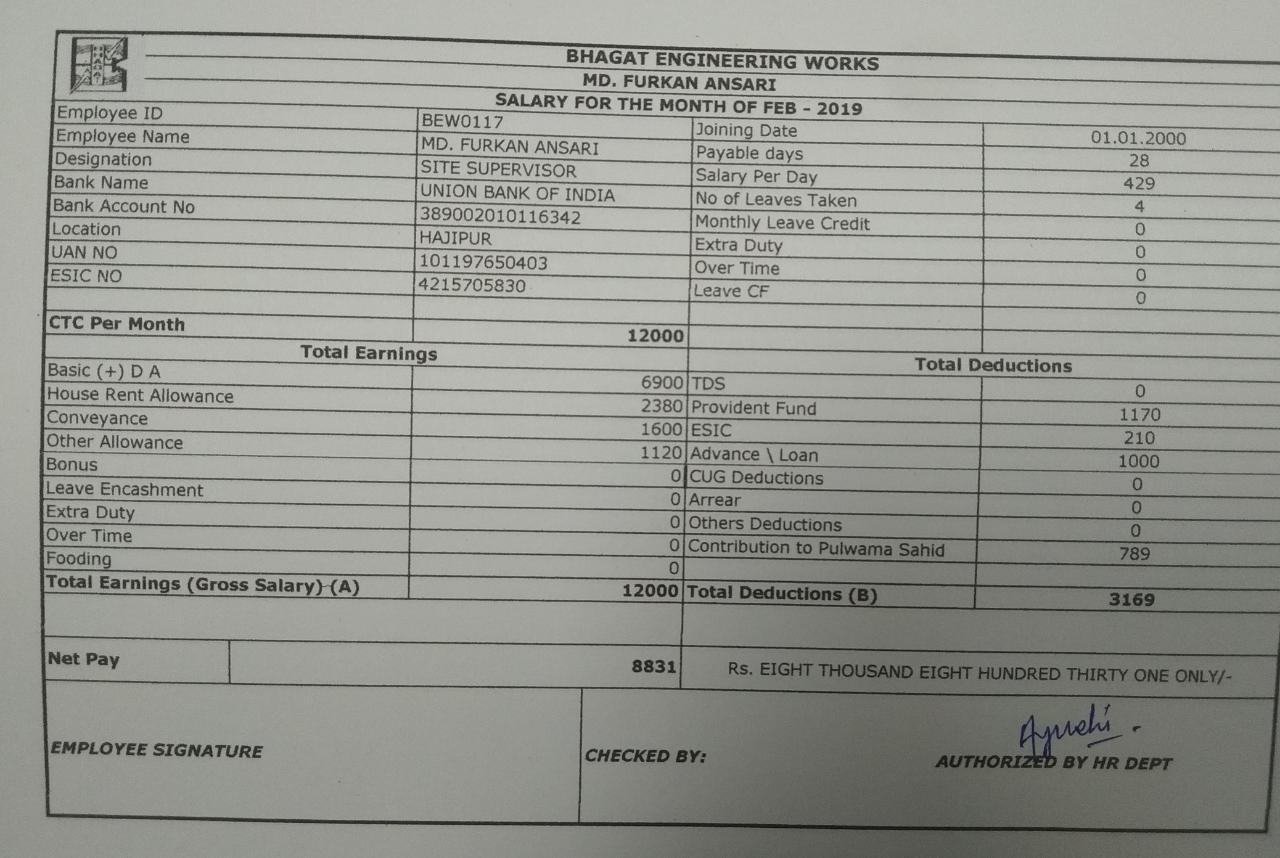 BHAGAT ENGINEERING WORKS
MD. FURKAN ANSARI
SALARY FOR THE MONTH OF FEB - 2019
Employee ID BEW0117 Joining Date 01.01.2000
Employee Name MD. FURKAN ANSARI Payable days 28
Designation SITE SUPERVISOR Salary Per Day 429
Bank Name UNION BANK OF INDIA No of Leaves Taken 4
Bank Account No 389002010116342 Monthly Leave Credit 0
Location HAJIPUR Extra Duty 0
UAN NO 101197650403 Over Time 0
ESIC NO 4215705830 Leave CF 0
CTC Per Month 12000
Total Earnings Total Deductions
Basic (+) D A 6900 TDS 0
House Rent Allowance 2380 Provident Fund 1170
Conveyance 1600 ESIC 210
Other Allowance 1120 Advance \ Loan 1000
Bonus 0 CUG Deductions 0
Leave Encashment 0 Arrear 0
Extra Duty 0 Others Deductions 0
Over Time 0 Contribution to Pulwama Sahid 789
Fooding 0
Total Earnings (Gross Salary) (A) 12000 Total Deductions (B) 3169
Net Pay 8831 Rs. EIGHT THOUSAND EIGHT HUNDRED THIRTY ONE ONLY/-
Ayushi
EMPLOYEE SIGNATURE CHECKED BY: AUTHORIZED BY HR DEPT